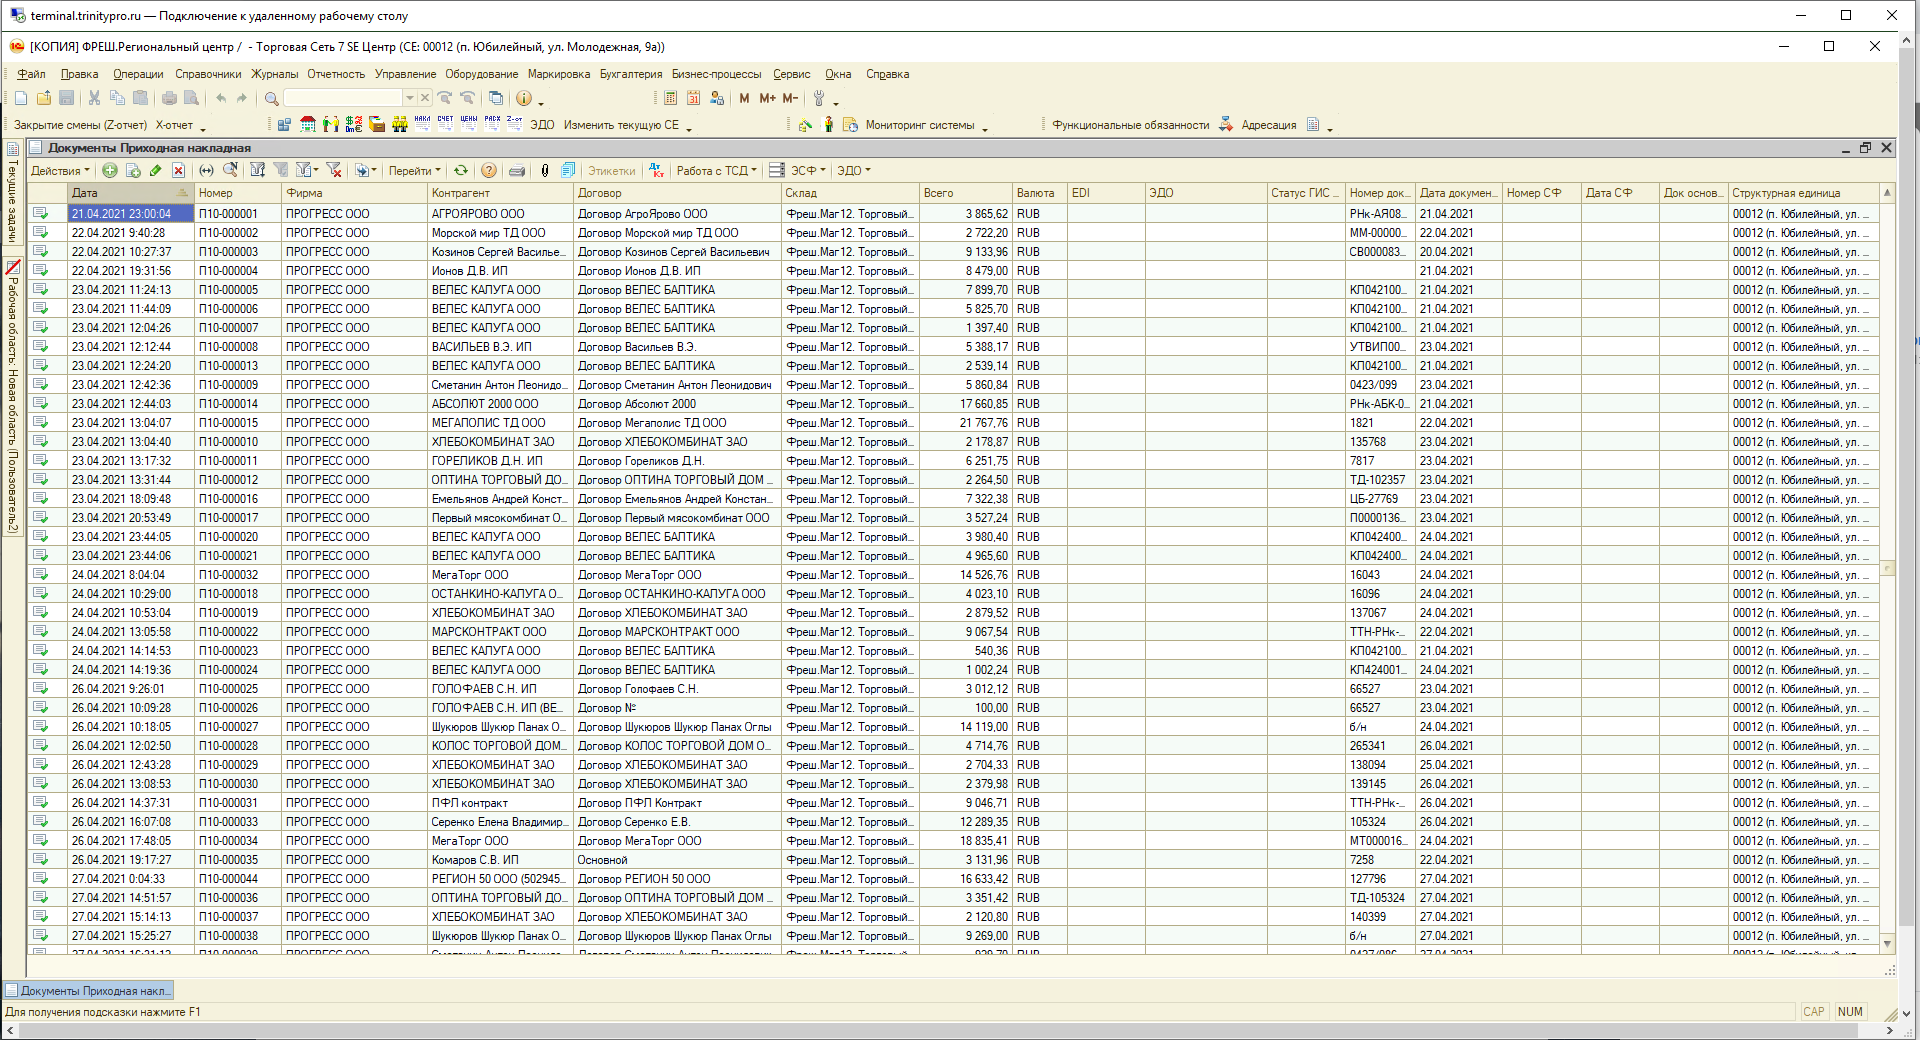 terminal.trinitypro.ru — Подключение к удаленному рабочему столу
[КОПИЯ] ФРЕШ.Региональный центр / - Торговая Сеть 7 SE Центр (СЕ: 00012 (п. Юбилейный, ул. Молодежная, 9а))
Файл Правка Операции Справочники Журналы Отчетность Управление Оборудование Маркировка Бухгалтерия Бизнес-процессы Сервис Окна Справка
M M+ M-
Закрытие смены (Z-отчет) X-отчет НАКЛ СЧЕТ ЦЕНЫ РАСХ Z-от ЭДО Изменить текущую СЕ Мониторинг системы Функциональные обязанности Адресация
Текущие задачи
Рабочая область: Новая область (Пользователь2)
Документы Приходная накладная
Действия Перейти Этикетки Работа с ТСД ЭСФ ЭДО
Дата Номер Фирма Контрагент Договор Склад Всего Валюта EDI ЭДО Статус ГИС ... Номер док... Дата докумен... Номер СФ Дата СФ Док основ... Структурная единица
21.04.2021 23:00:04 П10-000001 ПРОГРЕСС ООО АГРОЯРОВО ООО Договор АгроЯрово ООО Фреш.Маг12. Торговый... 3 865,62 RUB РНк-АЯ08... 21.04.2021 00012 (п. Юбилейный, ул. ...
22.04.2021 9:40:28 П10-000002 ПРОГРЕСС ООО Морской мир ТД ООО Договор Морской мир ТД ООО Фреш.Маг12. Торговый... 2 722,20 RUB ММ-00000... 22.04.2021 00012 (п. Юбилейный, ул. ...
22.04.2021 10:27:37 П10-000003 ПРОГРЕСС ООО Козинов Сергей Василье... Договор Козинов Сергей Васильевич Фреш.Маг12. Торговый... 9 133,96 RUB СВ000083... 20.04.2021 00012 (п. Юбилейный, ул. ...
22.04.2021 19:31:56 П10-000004 ПРОГРЕСС ООО Ионов Д.В. ИП Договор Ионов Д.В. ИП Фреш.Маг12. Торговый... 8 479,00 RUB 21.04.2021 00012 (п. Юбилейный, ул. ...
23.04.2021 11:24:13 П10-000005 ПРОГРЕСС ООО ВЕЛЕС КАЛУГА ООО Договор ВЕЛЕС БАЛТИКА Фреш.Маг12. Торговый... 7 899,70 RUB КЛ042100... 21.04.2021 00012 (п. Юбилейный, ул. ...
23.04.2021 11:44:09 П10-000006 ПРОГРЕСС ООО ВЕЛЕС КАЛУГА ООО Договор ВЕЛЕС БАЛТИКА Фреш.Маг12. Торговый... 5 825,70 RUB КЛ042100... 21.04.2021 00012 (п. Юбилейный, ул. ...
23.04.2021 12:04:26 П10-000007 ПРОГРЕСС ООО ВЕЛЕС КАЛУГА ООО Договор ВЕЛЕС БАЛТИКА Фреш.Маг12. Торговый... 1 397,40 RUB КЛ042100... 21.04.2021 00012 (п. Юбилейный, ул. ...
23.04.2021 12:12:44 П10-000008 ПРОГРЕСС ООО ВАСИЛЬЕВ В.Э. ИП Договор Васильев В.Э. Фреш.Маг12. Торговый... 5 388,17 RUB УТВИП00... 23.04.2021 00012 (п. Юбилейный, ул. ...
23.04.2021 12:24:20 П10-000013 ПРОГРЕСС ООО ВЕЛЕС КАЛУГА ООО Договор ВЕЛЕС БАЛТИКА Фреш.Маг12. Торговый... 2 539,14 RUB КЛ042100... 21.04.2021 00012 (п. Юбилейный, ул. ...
23.04.2021 12:42:36 П10-000009 ПРОГРЕСС ООО Сметанин Антон Леонидо... Договор Сметанин Антон Леонидович Фреш.Маг12. Торговый... 5 860,84 RUB 0423/099 23.04.2021 00012 (п. Юбилейный, ул. ...
23.04.2021 12:44:03 П10-000014 ПРОГРЕСС ООО АБСОЛЮТ 2000 ООО Договор Абсолют 2000 Фреш.Маг12. Торговый... 17 660,85 RUB РНк-АБК-0... 21.04.2021 00012 (п. Юбилейный, ул. ...
23.04.2021 13:04:07 П10-000015 ПРОГРЕСС ООО МЕГАПОЛИС ТД ООО Договор Мегаполис ТД ООО Фреш.Маг12. Торговый... 21 767,76 RUB 1821 22.04.2021 00012 (п. Юбилейный, ул. ...
23.04.2021 13:04:40 П10-000010 ПРОГРЕСС ООО ХЛЕБОКОМБИНАТ ЗАО Договор ХЛЕБОКОМБИНАТ ЗАО Фреш.Маг12. Торговый... 2 178,87 RUB 135768 23.04.2021 00012 (п. Юбилейный, ул. ...
23.04.2021 13:17:32 П10-000011 ПРОГРЕСС ООО ГОРЕЛИКОВ Д.Н. ИП Договор Гореликов Д.Н. Фреш.Маг12. Торговый... 6 251,75 RUB 7817 23.04.2021 00012 (п. Юбилейный, ул. ...
23.04.2021 13:31:44 П10-000012 ПРОГРЕСС ООО ОПТИНА ТОРГОВЫЙ ДО... Договор ОПТИНА ТОРГОВЫЙ ДОМ ... Фреш.Маг12. Торговый... 2 264,50 RUB ТД-102357 23.04.2021 00012 (п. Юбилейный, ул. ...
23.04.2021 18:09:48 П10-000016 ПРОГРЕСС ООО Емельянов Андрей Конст... Договор Емельянов Андрей Констан... Фреш.Маг12. Торговый... 7 322,38 RUB ЦБ-27769 23.04.2021 00012 (п. Юбилейный, ул. ...
23.04.2021 20:53:49 П10-000017 ПРОГРЕСС ООО Первый мясокомбинат О... Договор Первый мясокомбинат ООО Фреш.Маг12. Торговый... 3 527,24 RUB П0000136... 23.04.2021 00012 (п. Юбилейный, ул. ...
23.04.2021 23:44:05 П10-000020 ПРОГРЕСС ООО ВЕЛЕС КАЛУГА ООО Договор ВЕЛЕС БАЛТИКА Фреш.Маг12. Торговый... 3 980,40 RUB КЛ042400... 24.04.2021 00012 (п. Юбилейный, ул. ...
23.04.2021 23:44:06 П10-000021 ПРОГРЕСС ООО ВЕЛЕС КАЛУГА ООО Договор ВЕЛЕС БАЛТИКА Фреш.Маг12. Торговый... 4 965,60 RUB КЛ042400... 24.04.2021 00012 (п. Юбилейный, ул. ...
24.04.2021 8:04:04 П10-000032 ПРОГРЕСС ООО МегаТорг ООО Договор МегаТорг ООО Фреш.Маг12. Торговый... 14 526,76 RUB 16043 24.04.2021 00012 (п. Юбилейный, ул. ...
24.04.2021 10:29:00 П10-000018 ПРОГРЕСС ООО ОСТАНКИНО-КАЛУГА О... Договор ОСТАНКИНО-КАЛУГА ООО Фреш.Маг12. Торговый... 4 023,10 RUB 16096 24.04.2021 00012 (п. Юбилейный, ул. ...
24.04.2021 10:53:04 П10-000019 ПРОГРЕСС ООО ХЛЕБОКОМБИНАТ ЗАО Договор ХЛЕБОКОМБИНАТ ЗАО Фреш.Маг12. Торговый... 2 879,52 RUB 137067 24.04.2021 00012 (п. Юбилейный, ул. ...
24.04.2021 13:05:58 П10-000022 ПРОГРЕСС ООО МАРСКОНТРАКТ ООО Договор МАРСКОНТРАКТ ООО Фреш.Маг12. Торговый... 9 067,54 RUB ТТН-РНк-... 22.04.2021 00012 (п. Юбилейный, ул. ...
24.04.2021 14:14:53 П10-000023 ПРОГРЕСС ООО ВЕЛЕС КАЛУГА ООО Договор ВЕЛЕС БАЛТИКА Фреш.Маг12. Торговый... 540,36 RUB КЛ042100... 21.04.2021 00012 (п. Юбилейный, ул. ...
24.04.2021 14:19:36 П10-000024 ПРОГРЕСС ООО ВЕЛЕС КАЛУГА ООО Договор ВЕЛЕС БАЛТИКА Фреш.Маг12. Торговый... 1 002,24 RUB КЛ424001... 24.04.2021 00012 (п. Юбилейный, ул. ...
26.04.2021 9:26:01 П10-000025 ПРОГРЕСС ООО ГОЛОФАЕВ С.Н. ИП Договор Голофаев С.Н. Фреш.Маг12. Торговый... 3 012,12 RUB 66527 23.04.2021 00012 (п. Юбилейный, ул. ...
26.04.2021 10:09:28 П10-000026 ПРОГРЕСС ООО ГОЛОФАЕВ С.Н. ИП (ВЕ... Договор № Фреш.Маг12. Торговый... 100,00 RUB 66527 23.04.2021 00012 (п. Юбилейный, ул. ...
26.04.2021 10:18:05 П10-000027 ПРОГРЕСС ООО Шукюров Шукюр Панах О... Договор Шукюров Шукюр Панах Оглы Фреш.Маг12. Торговый... 14 119,00 RUB б/н 24.04.2021 00012 (п. Юбилейный, ул. ...
26.04.2021 12:02:50 П10-000028 ПРОГРЕСС ООО КОЛОС ТОРГОВОЙ ДОМ... Договор КОЛОС ТОРГОВОЙ ДОМ О... Фреш.Маг12. Торговый... 4 714,76 RUB 265341 26.04.2021 00012 (п. Юбилейный, ул. ...
26.04.2021 12:43:28 П10-000029 ПРОГРЕСС ООО ХЛЕБОКОМБИНАТ ЗАО Договор ХЛЕБОКОМБИНАТ ЗАО Фреш.Маг12. Торговый... 2 704,33 RUB 138094 25.04.2021 00012 (п. Юбилейный, ул. ...
26.04.2021 13:08:53 П10-000030 ПРОГРЕСС ООО ХЛЕБОКОМБИНАТ ЗАО Договор ХЛЕБОКОМБИНАТ ЗАО Фреш.Маг12. Торговый... 2 379,98 RUB 139145 26.04.2021 00012 (п. Юбилейный, ул. ...
26.04.2021 14:37:31 П10-000031 ПРОГРЕСС ООО ПФЛ контракт Договор ПФЛ Контракт Фреш.Маг12. Торговый... 9 046,71 RUB ТТН-РНк-... 26.04.2021 00012 (п. Юбилейный, ул. ...
26.04.2021 16:07:08 П10-000033 ПРОГРЕСС ООО Серенко Елена Владимир... Договор Серенко Е.В. Фреш.Маг12. Торговый... 12 289,35 RUB 105324 26.04.2021 00012 (п. Юбилейный, ул. ...
26.04.2021 17:48:05 П10-000034 ПРОГРЕСС ООО МегаТорг ООО Договор МегаТорг ООО Фреш.Маг12. Торговый... 18 835,41 RUB МТ000016... 24.04.2021 00012 (п. Юбилейный, ул. ...
26.04.2021 19:17:27 П10-000035 ПРОГРЕСС ООО Комаров С.В. ИП Основной Фреш.Маг12. Торговый... 3 131,96 RUB 7258 22.04.2021 00012 (п. Юбилейный, ул. ...
27.04.2021 0:04:33 П10-000044 ПРОГРЕСС ООО РЕГИОН 50 ООО (502945... Договор РЕГИОН 50 ООО Фреш.Маг12. Торговый... 16 633,42 RUB 127796 27.04.2021 00012 (п. Юбилейный, ул. ...
27.04.2021 14:51:57 П10-000036 ПРОГРЕСС ООО ОПТИНА ТОРГОВЫЙ ДО... Договор ОПТИНА ТОРГОВЫЙ ДОМ ... Фреш.Маг12. Торговый... 3 351,42 RUB ТД-105324 27.04.2021 00012 (п. Юбилейный, ул. ...
27.04.2021 15:14:13 П10-000037 ПРОГРЕСС ООО ХЛЕБОКОМБИНАТ ЗАО Договор ХЛЕБОКОМБИНАТ ЗАО Фреш.Маг12. Торговый... 2 120,80 RUB 140399 27.04.2021 00012 (п. Юбилейный, ул. ...
27.04.2021 15:25:27 П10-000038 ПРОГРЕСС ООО Шукюров Шукюр Панах О... Договор Шукюров Шукюр Панах Оглы Фреш.Маг12. Торговый... 9 269,00 RUB б/н 27.04.2021 00012 (п. Юбилейный, ул. ...
Документы Приходная накл...
Для получения подсказки нажмите F1
CAP NUM